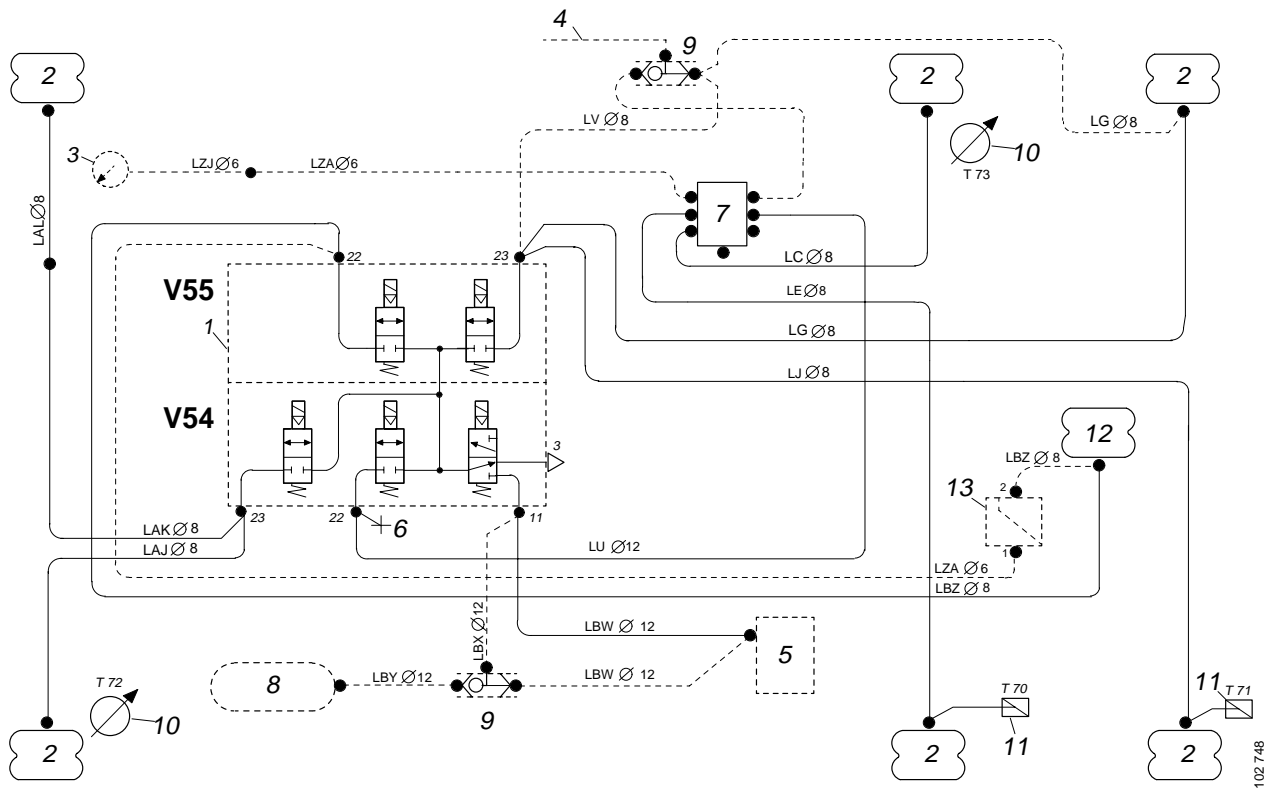 4
9
2
2
2
LV Ø 8
LG Ø 8
3
LZJ Ø 6
LZA Ø 6
10
T 73
LAL Ø 8
7
22
23
LC Ø 8
V55
LE Ø 8
1
LG Ø 8
LJ Ø 8
V54
12
3
LBZ Ø 8
13
2
23
22
6
11
LAK Ø 8
LAJ Ø 8
LU Ø 12
1
LZA Ø 6
LBZ Ø 8
LBX Ø 12
LBW Ø 12
5
8
LBY Ø 12
LBW Ø 12
T 72
T 70
11
T 71
10
9
11
2
2
2
102 748